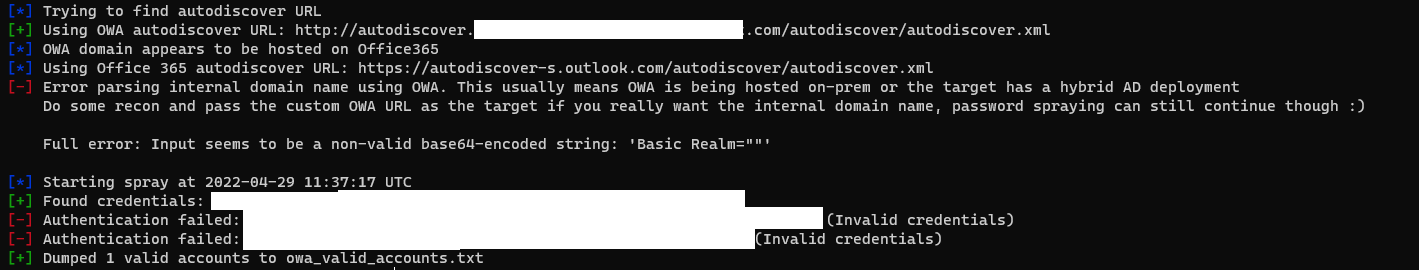 [*] Trying to find autodiscover URL
[+] Using OWA autodiscover URL: http://autodiscover. .com/autodiscover/autodiscover.xml
[*] OWA domain appears to be hosted on Office365
[*] Using Office 365 autodiscover URL: https://autodiscover-s.outlook.com/autodiscover/autodiscover.xml
[-] Error parsing internal domain name using OWA. This usually means OWA is being hosted on-prem or the target has a hybrid AD deployment
Do some recon and pass the custom OWA URL as the target if you really want the internal domain name, password spraying can still continue though :)
Full error: Input seems to be a non-valid base64-encoded string: 'Basic Realm=""'
[*] Starting spray at 2022-04-29 11:37:17 UTC
[+] Found credentials:
[-] Authentication failed: (Invalid credentials)
[-] Authentication failed: (Invalid credentials)
[+] Dumped 1 valid accounts to owa_valid_accounts.txt